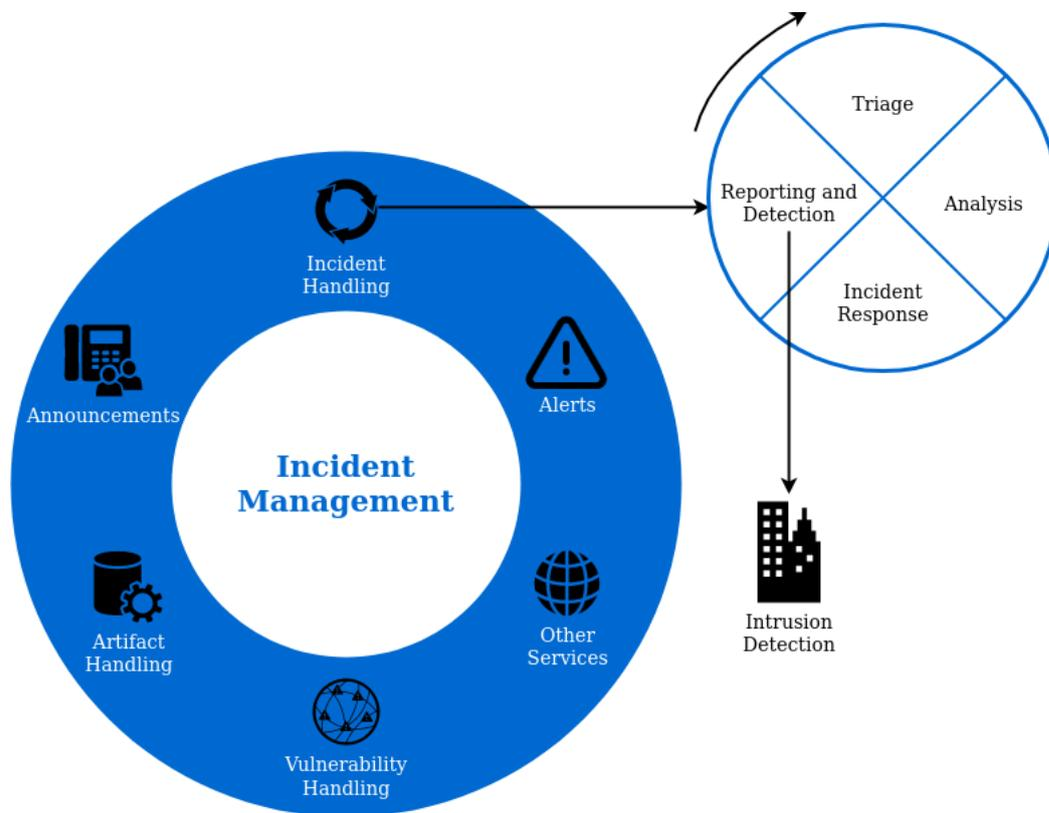 Triage
Reporting and
Detection
Analysis
Incident
Response
Incident
Handling
Announcements
Alerts
Incident
Management
Artifact
Handling
Other
Services
Vulnerability
Handling
Intrusion
Detection